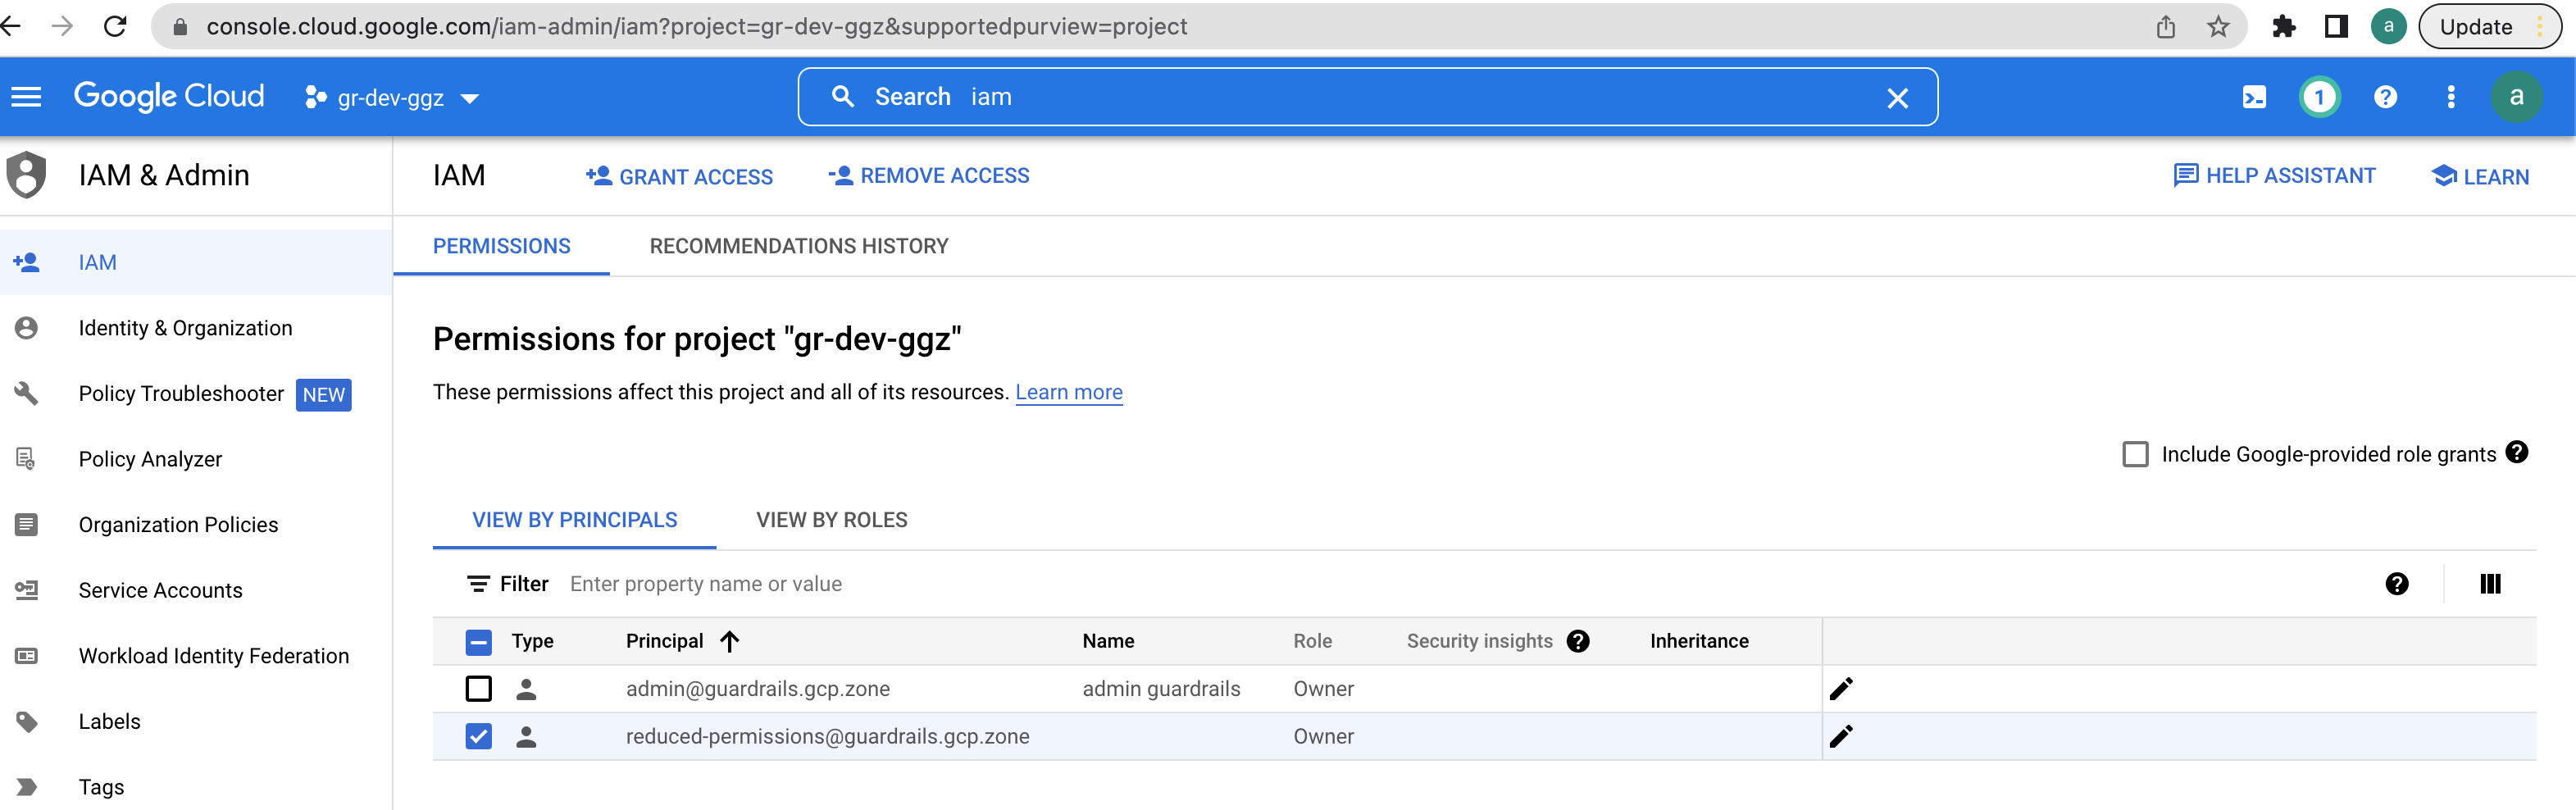 console.cloud.google.com/iam-admin/iam?project=gr-dev-ggz&supportedpurview=project
a
Update
Google Cloud
gr-dev-ggz
Search iam
1
a
IAM & Admin
IAM
GRANT ACCESS
REMOVE ACCESS
HELP ASSISTANT
LEARN
IAM
Identity & Organization
Policy Troubleshooter NEW
Policy Analyzer
Organization Policies
Service Accounts
Workload Identity Federation
Labels
Tags
PERMISSIONS
RECOMMENDATIONS HISTORY
Permissions for project "gr-dev-ggz"
These permissions affect this project and all of its resources. Learn more
Include Google-provided role grants
VIEW BY PRINCIPALS
VIEW BY ROLES
Filter Enter property name or value
Type Principal Name Role Security insights Inheritance
admin@guardrails.gcp.zone admin guardrails Owner
reduced-permissions@guardrails.gcp.zone Owner